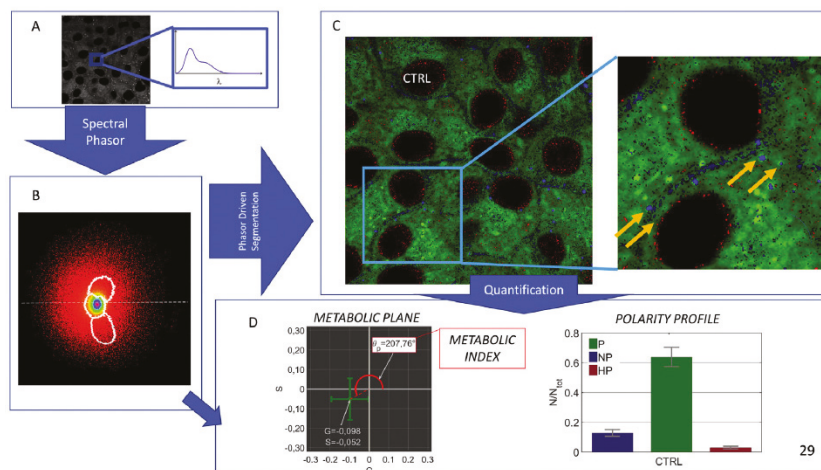 A
λ
Spectral
Phasor
B
Phasor Driven
Segmentation
C
CTRL
Quantification
D
METABOLIC PLANE
0,30
0,20
0,10
0
-0,10
-0,20
-0,30
S
θp=207,76°
G=-0,098
S=-0,052
-0.3 -0.2 -0.1 0 0.1 0.2 0.3
METABOLIC
INDEX
POLARITY PROFILE
0.8
0.6
0.4
0.2
0
N/Ntot
P
NP
HP
CTRL
29